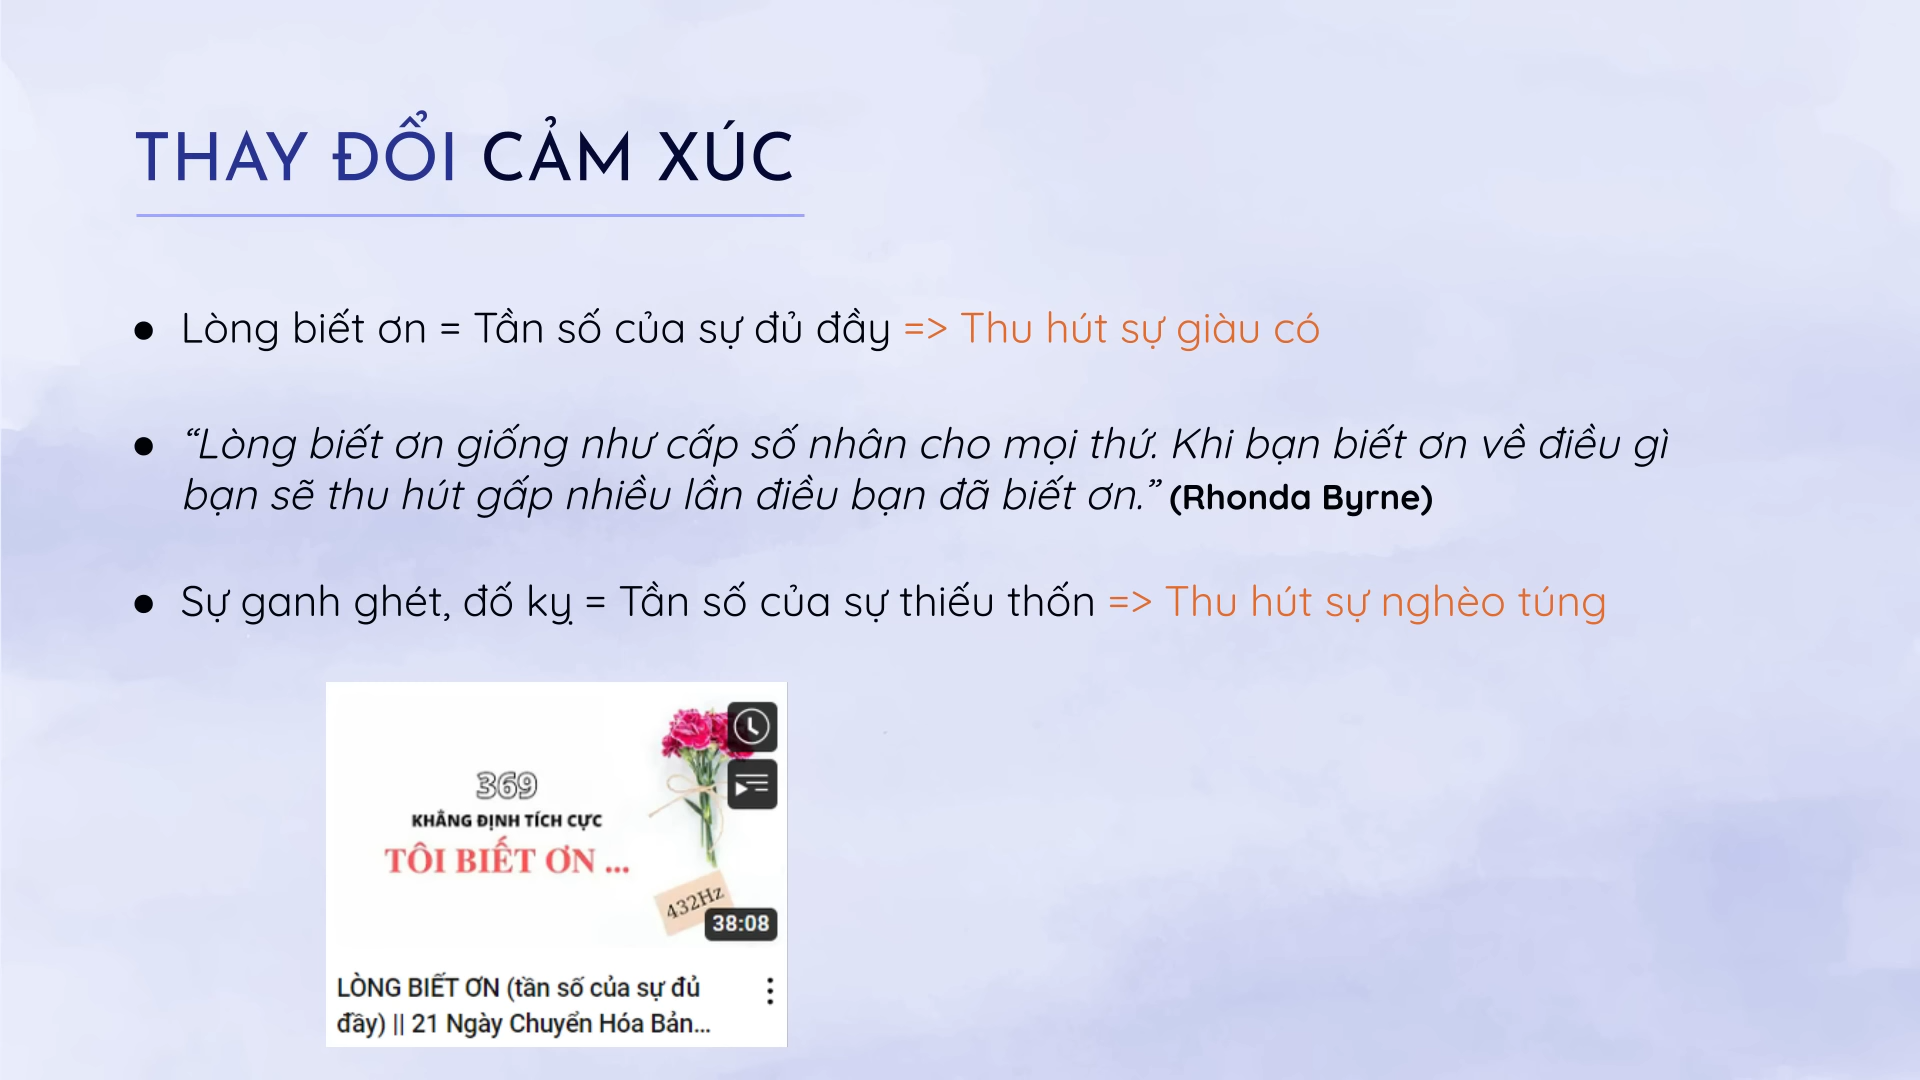 THAY ĐỔI CẢM XÚC
● Lòng biết ơn = Tần số của sự đủ đầy => Thu hút sự giàu có
● “Lòng biết ơn giống như cấp số nhân cho mọi thứ. Khi bạn biết ơn về điều gì
bạn sẽ thu hút gấp nhiều lần điều bạn đã biết ơn.” (Rhonda Byrne)
● Sự ganh ghét, đố kỵ = Tần số của sự thiếu thốn => Thu hút sự nghèo túng
369
KHẲNG ĐỊNH TÍCH CỰC
TÔI BIẾT ƠN ...
432Hz
38:08
LÒNG BIẾT ƠN (tần số của sự đủ
đầy) || 21 Ngày Chuyển Hóa Bản...